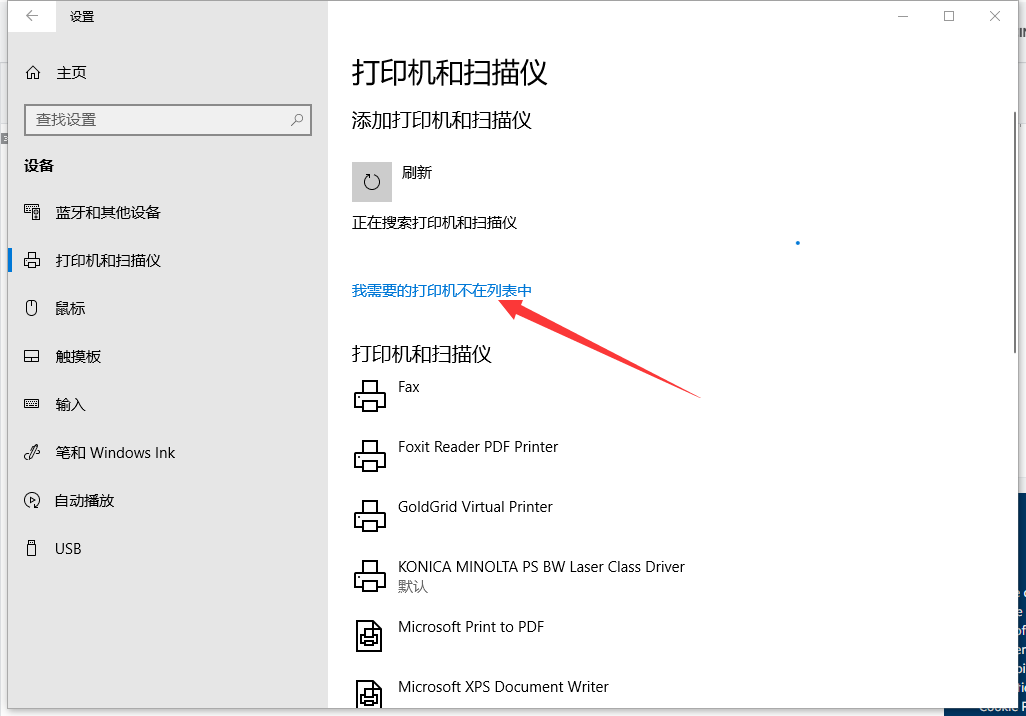 设置
主页
查找设置
设备
蓝牙和其他设备
打印机和扫描仪
鼠标
触摸板
输入
笔和 Windows Ink
自动播放
USB
打印机和扫描仪
添加打印机和扫描仪
刷新
正在搜索打印机和扫描仪
我需要的打印机不在列表中
打印机和扫描仪
Fax
Foxit Reader PDF Printer
GoldGrid Virtual Printer
KONICA MINOLTA PS BW Laser Class Driver
默认
Microsoft Print to PDF
Microsoft XPS Document Writer